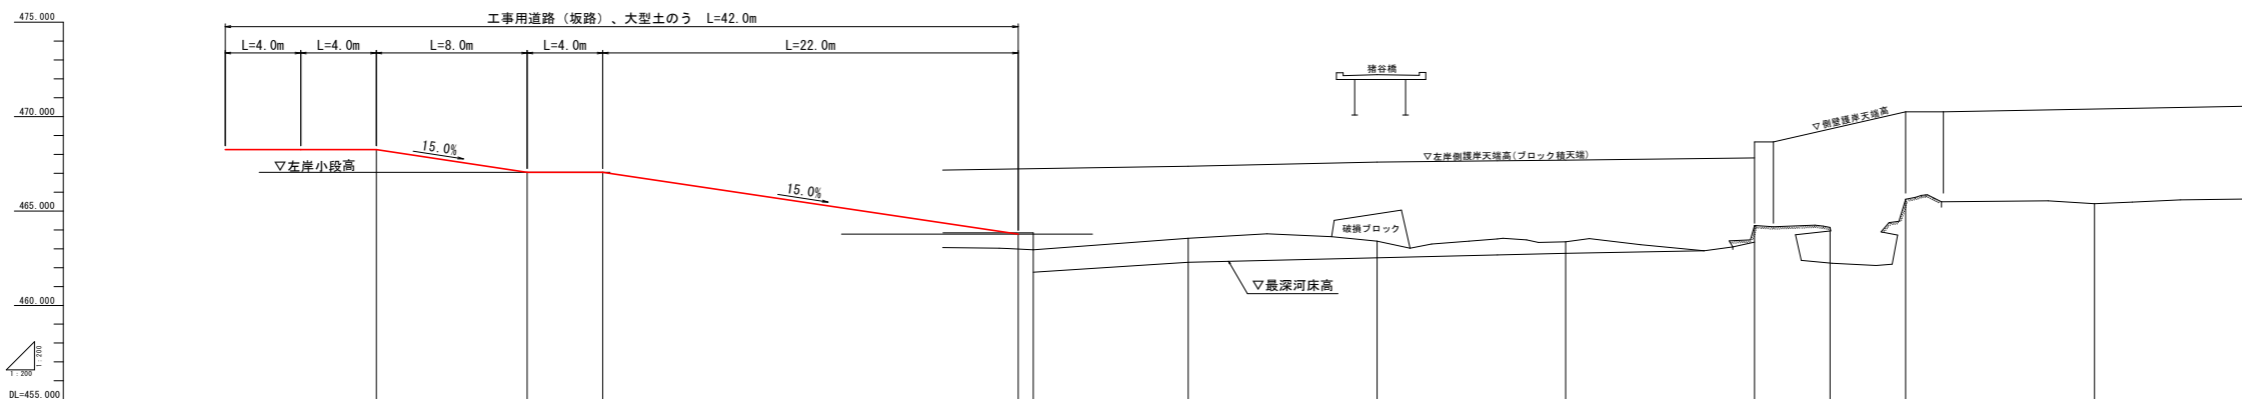 475.000
工事用道路（坂路）、大型土のう　L=42.0m
L=4.0m
L=4.0m
L=8.0m
L=4.0m
L=22.0m
猪谷橋
470.000
▽側壁護岸天端高
15.0%
▽左岸小段高
▽左岸側護岸天端高(ブロック積天端)
15.0%
465.000
破損ブロック
▽最深河床高
460.000
1:200
1:200
DL=455.000